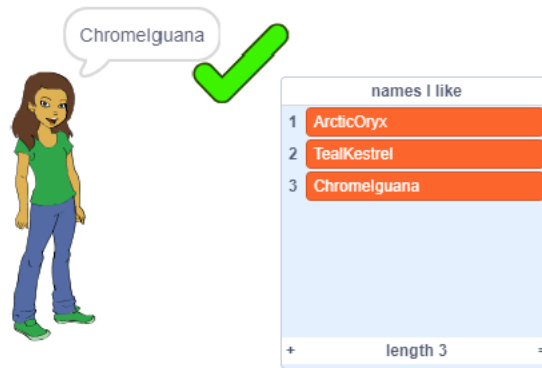 ChromeIguana
names I like
1 ArcticOryx
2 TealKestrel
3 ChromeIguana
+ length 3 =